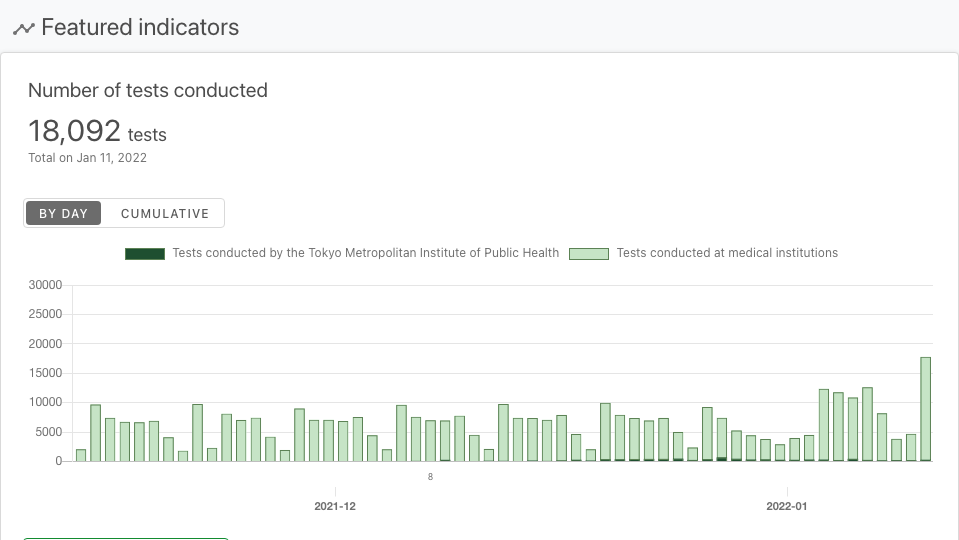 Featured indicators
Number of tests conducted
18,092 tests
Total on Jan 11, 2022
BY DAY CUMULATIVE
Tests conducted by the Tokyo Metropolitan Institute of Public Health Tests conducted at medical institutions
30000
25000
20000
15000
10000
5000
0
8
2021-12 2022-01